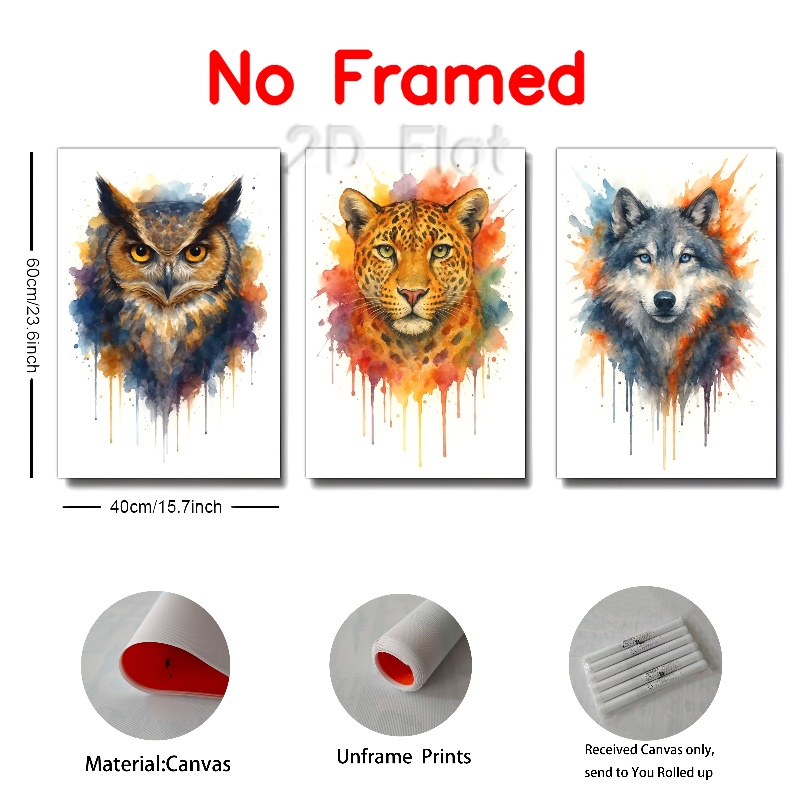 No Framed
2D Flat
60cm/23.6inch
40cm/15.7inch
Material:Canvas
Unframe Prints
Received Canvas only,
send to You Rolled up